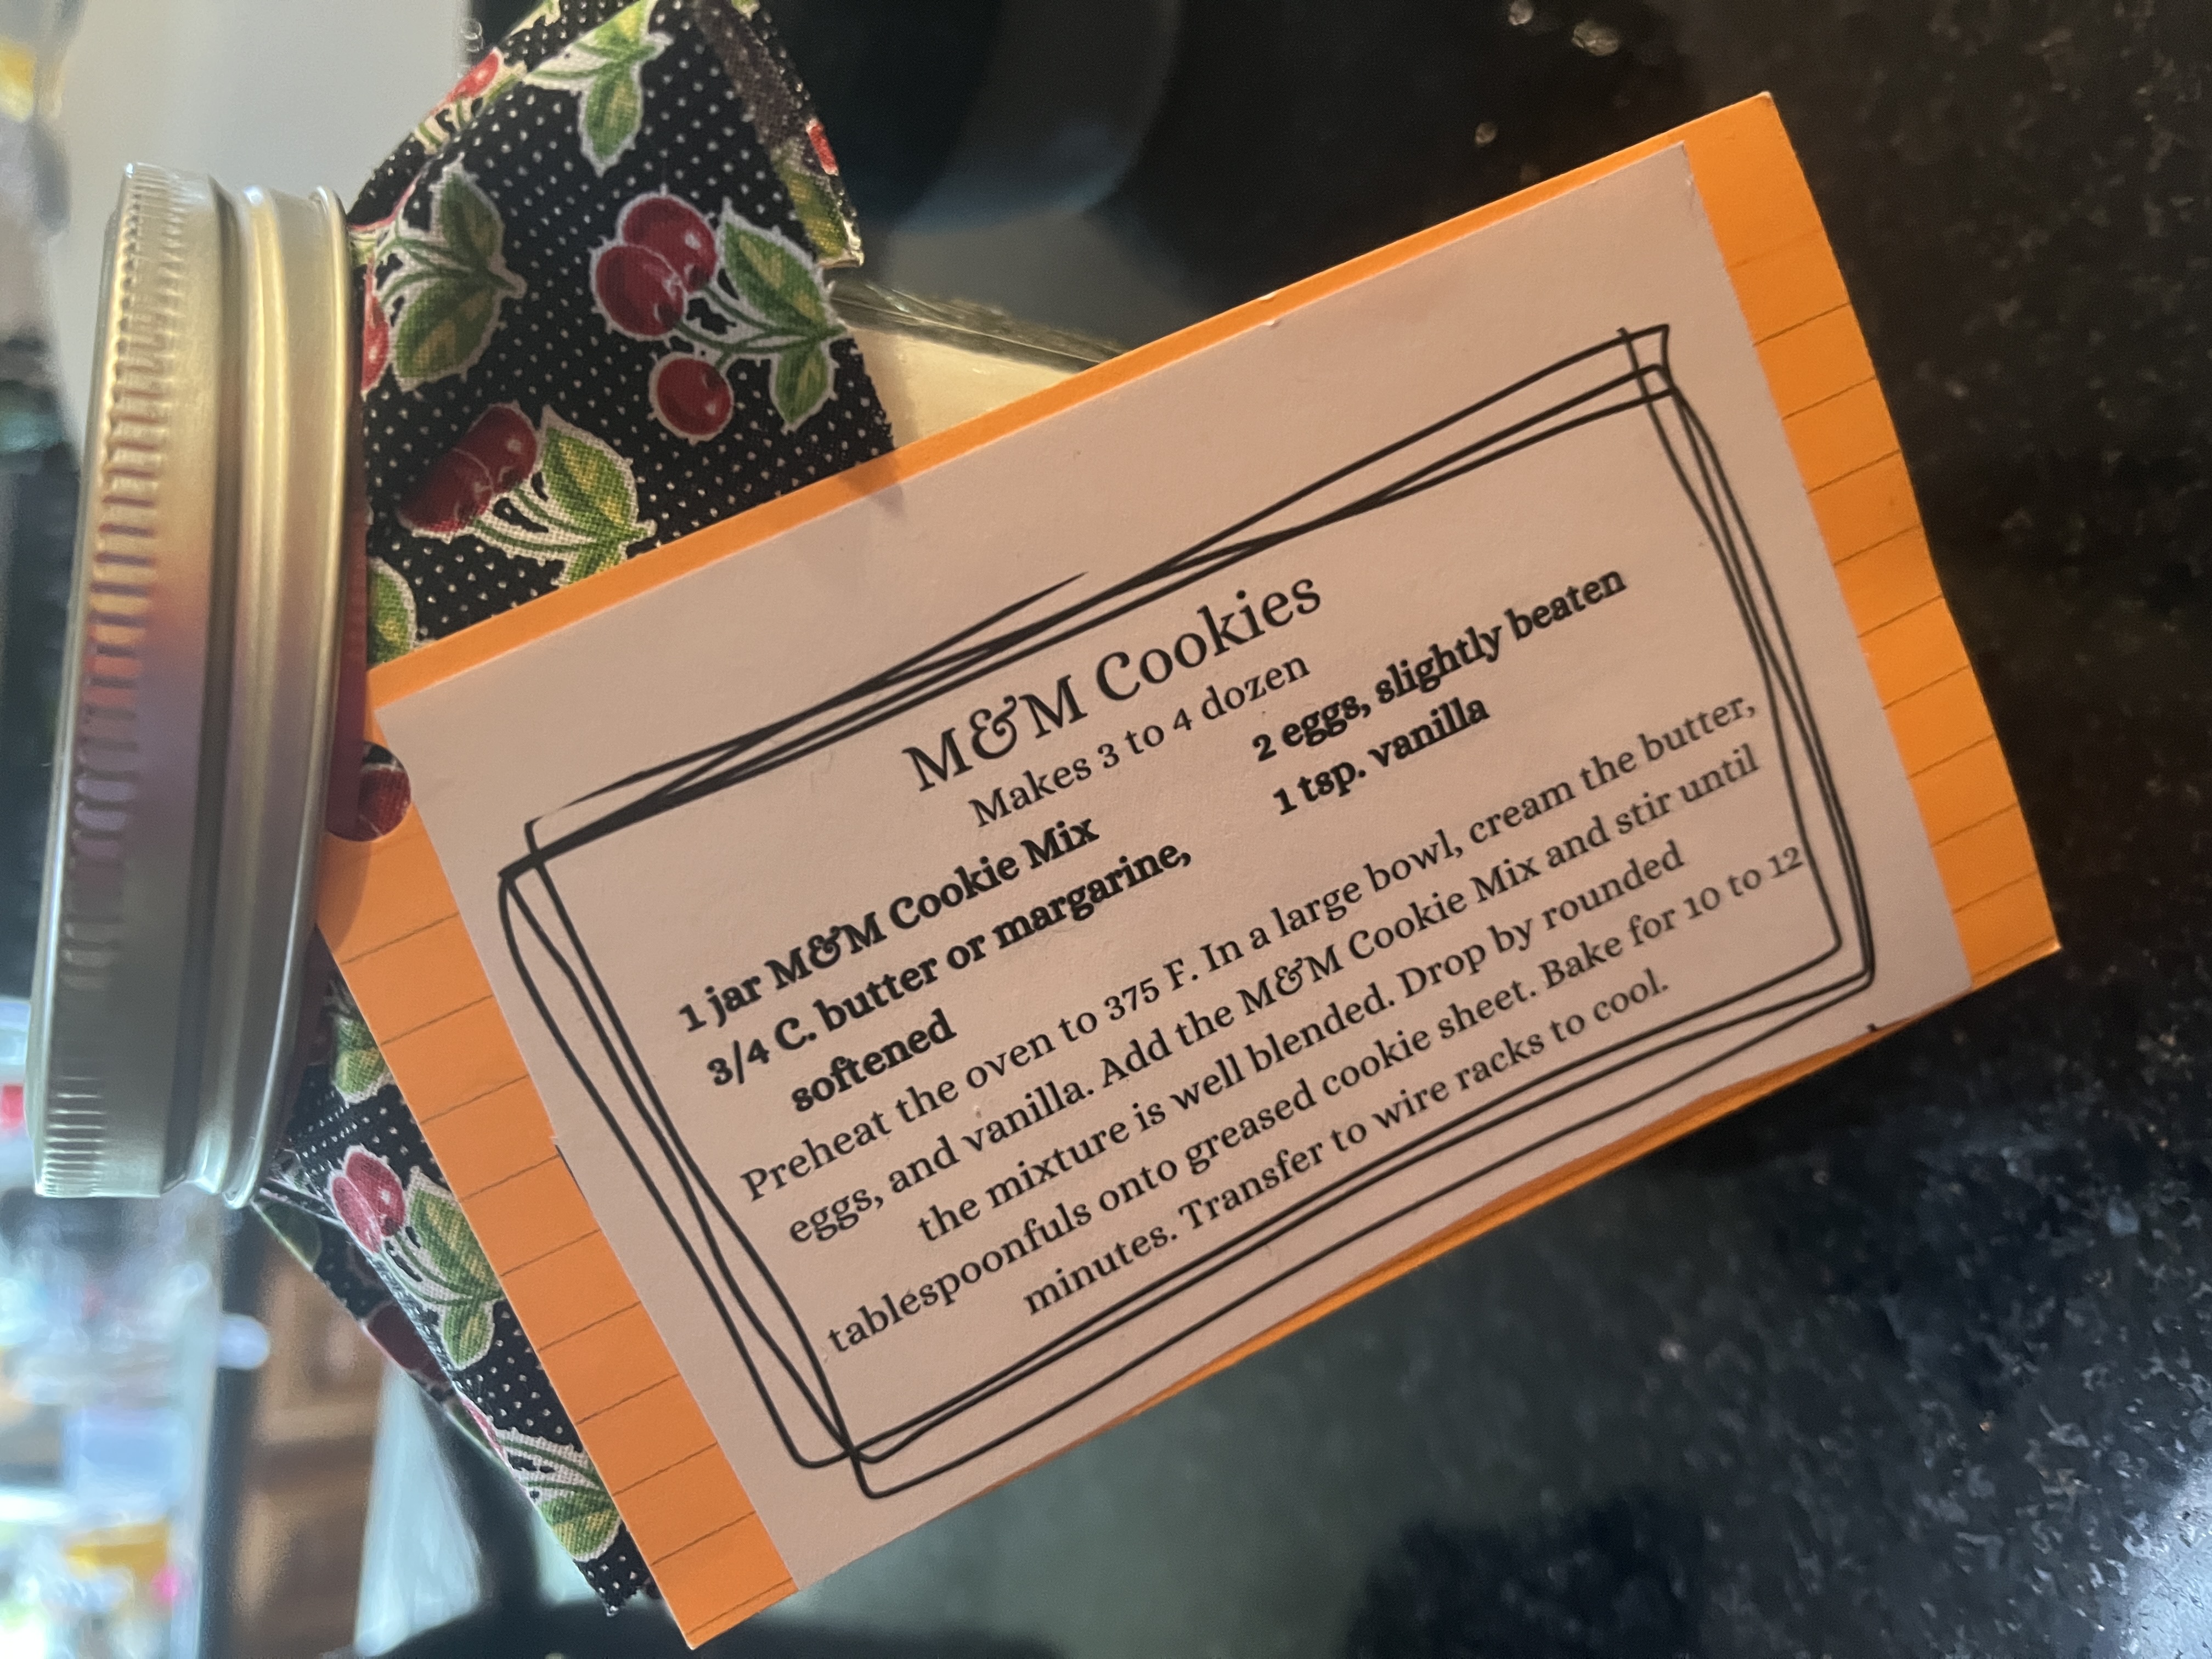 M&M Cookies
Makes 3 to 4 dozen
1 jar M&M Cookie Mix
3/4 C. butter or margarine,
softened
2 eggs, slightly beaten
1 tsp. vanilla
Preheat the oven to 375 F. In a large bowl, cream the butter,
eggs, and vanilla. Add the M&M Cookie Mix and stir until
the mixture is well blended. Drop by rounded
tablespoonfuls onto greased cookie sheet. Bake for 10 to 12
minutes. Transfer to wire racks to cool.